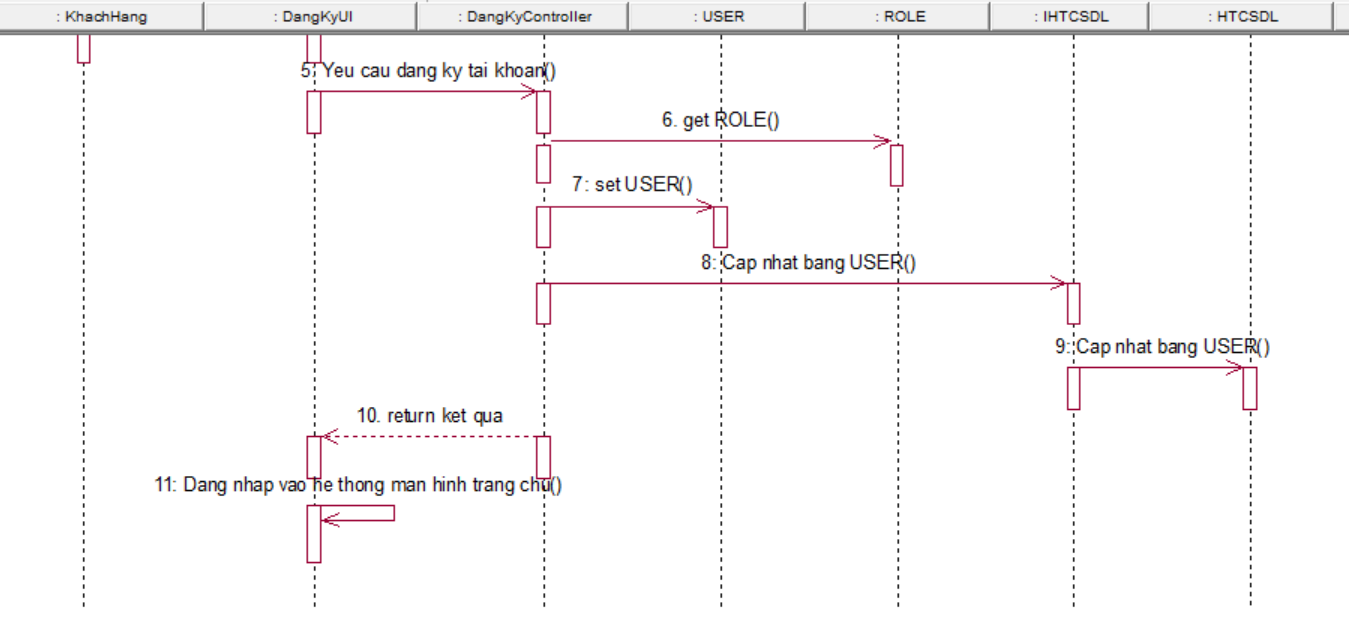 : KhachHang
: DangKyUI
: DangKyController
: USER
: ROLE
: IHTCSDL
: HTCSDL
5: Yeu cau dang ky tai khoan()
6. get ROLE()
7: set USER()
8: Cap nhat bang USER()
9: Cap nhat bang USER()
10. return ket qua
11: Dang nhap vao he thong man hinh trang chu()